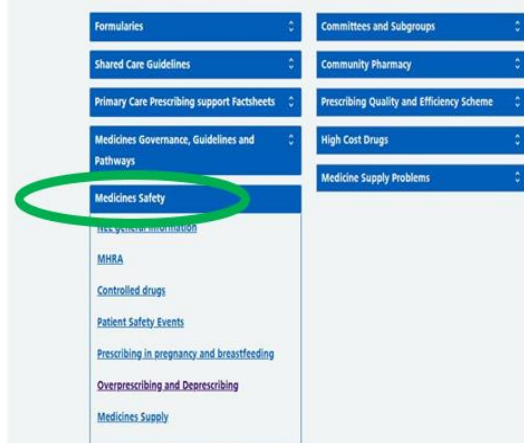 Formularies
Shared Care Guidelines
Primary Care Prescribing support Factsheets
Medicines Governance, Guidelines and
Pathways
Medicines Safety
general information
MHRA
Controlled drugs
Patient Safety Events
Prescribing in pregnancy and breastfeeding
Overprescribing and Deprescribing
Medicines Supply
Committees and Subgroups
Community Pharmacy
Prescribing Quality and Efficiency Scheme
High Cost Drugs
Medicine Supply Problems